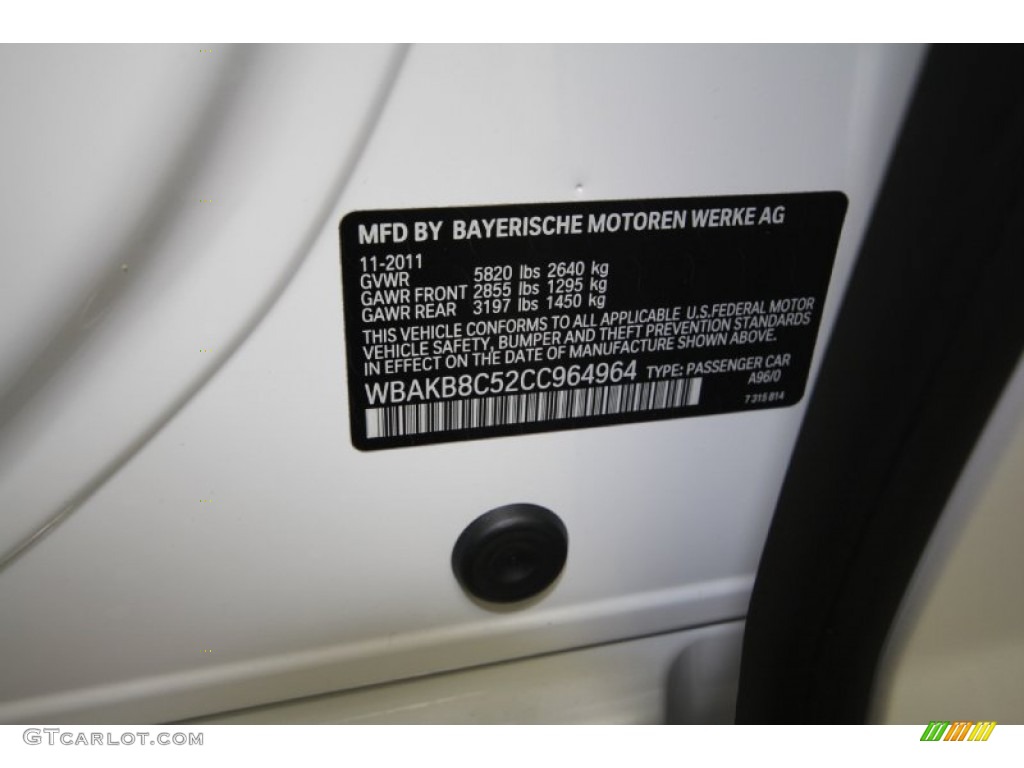 MFD BY BAYERISCHE MOTOREN WERKE AG
11-2011
GVWR 5820 lbs 2640 kg
GAWR FRONT 2855 lbs 1295 kg
GAWR REAR 3197 lbs 1450 kg
THIS VEHICLE CONFORMS TO ALL APPLICABLE U.S.FEDERAL MOTOR
VEHICLE SAFETY, BUMPER AND THEFT PREVENTION STANDARDS
IN EFFECT ON THE DATE OF MANUFACTURE SHOWN ABOVE.
WBAKB8C52CC964964 TYPE: PASSENGER CAR
A96/0
7 315 814
GTCARLOT.COM